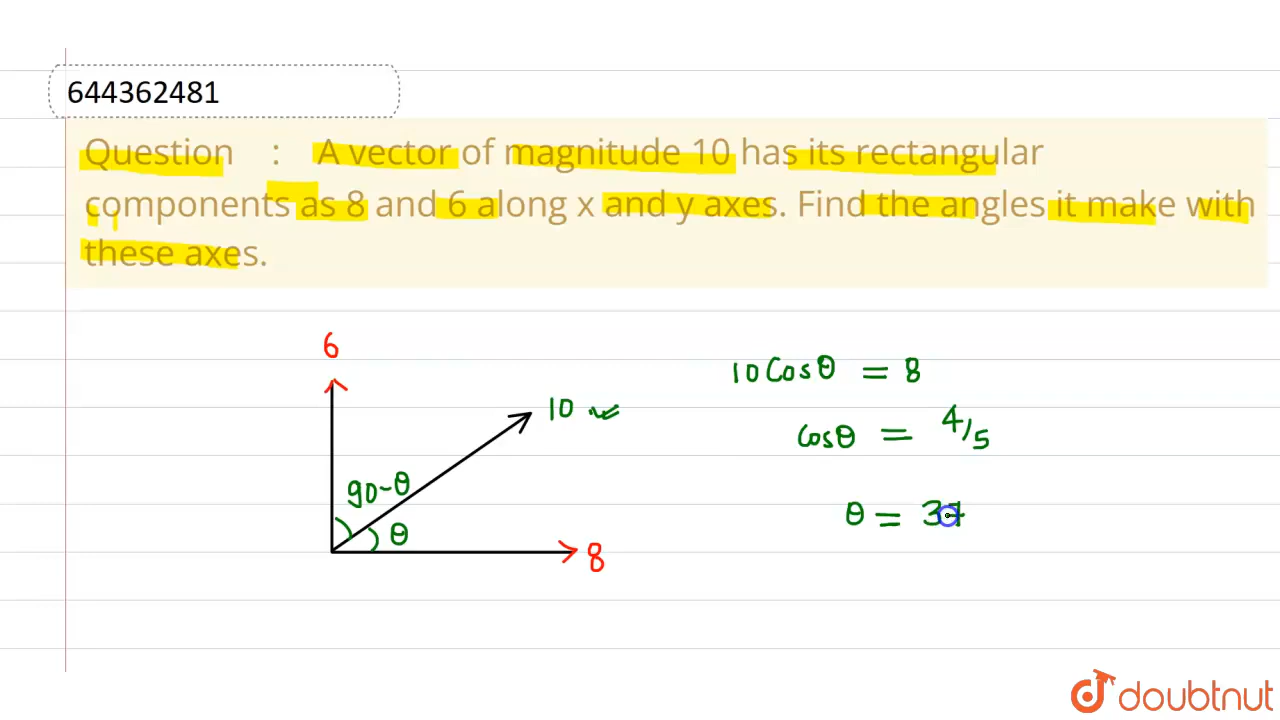 644362481
Question : A vector of magnitude 10 has its rectangular
components as 8 and 6 along x and y axes. Find the angles it make with
these axes.
6
10
90-θ
θ
8
10 Cosθ = 8
cosθ = 4/5
θ = 37
doubtnut